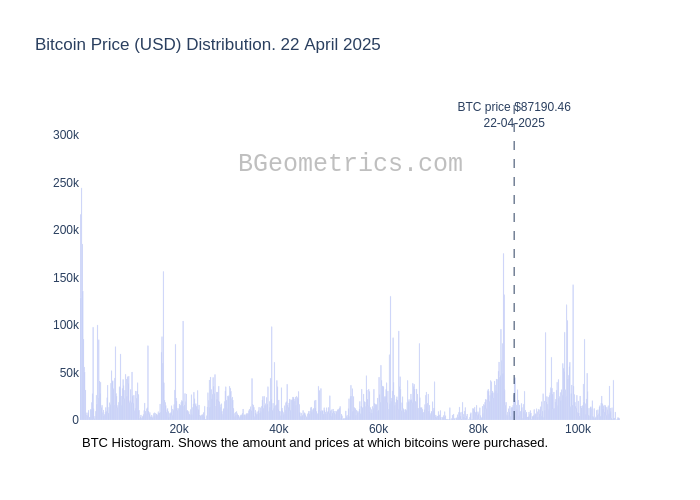 Bitcoin Price (USD) Distribution. 22 April 2025
BTC price $87190.46
22-04-2025
300k
BGeometrics.com
250k
200k
150k
100k
50k
0
20k 40k 60k 80k 100k
BTC Histogram. Shows the amount and prices at which bitcoins were purchased.